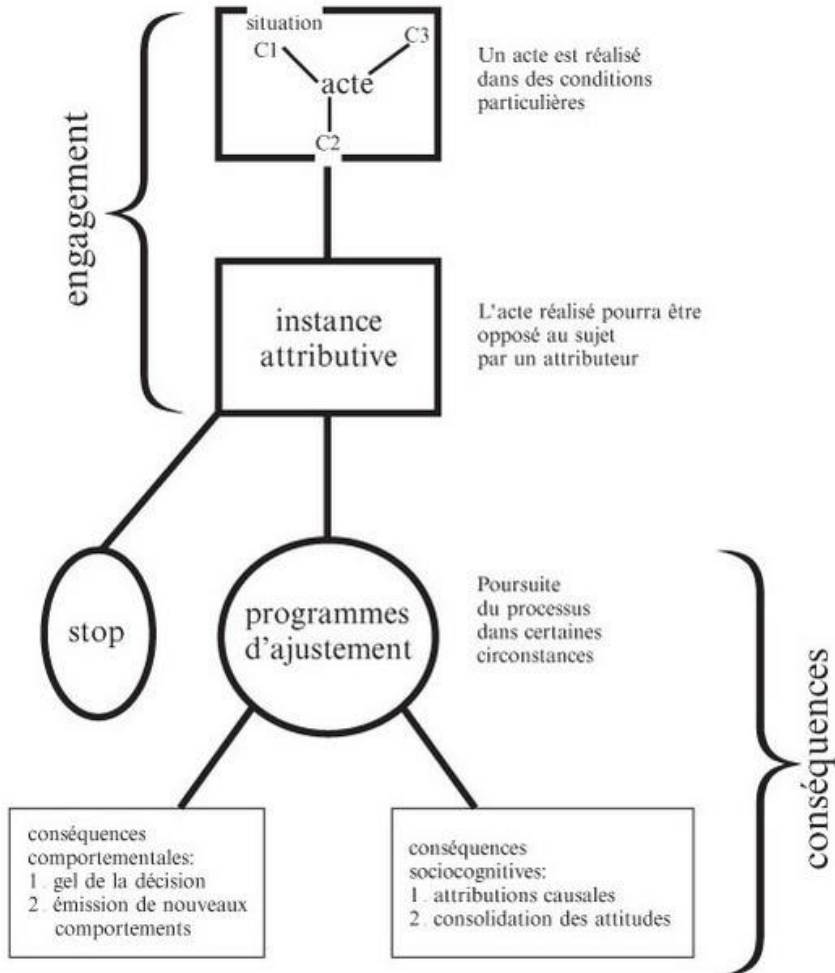 situation
C1
C3
acte
C2
Un acte est réalisé
dans des conditions
particulières
engagement
instance
attributive
L'acte réalisé pourra être
opposé au sujet
par un attributeur
stop
programmes
d'ajustement
Poursuite
du processus
dans certaines
circonstances
conséquences
conséquences
comportementales:
1. gel de la décision
2. émission de nouveaux
comportements
conséquences
sociocognitives:
1. attributions causales
2. consolidation des attitudes